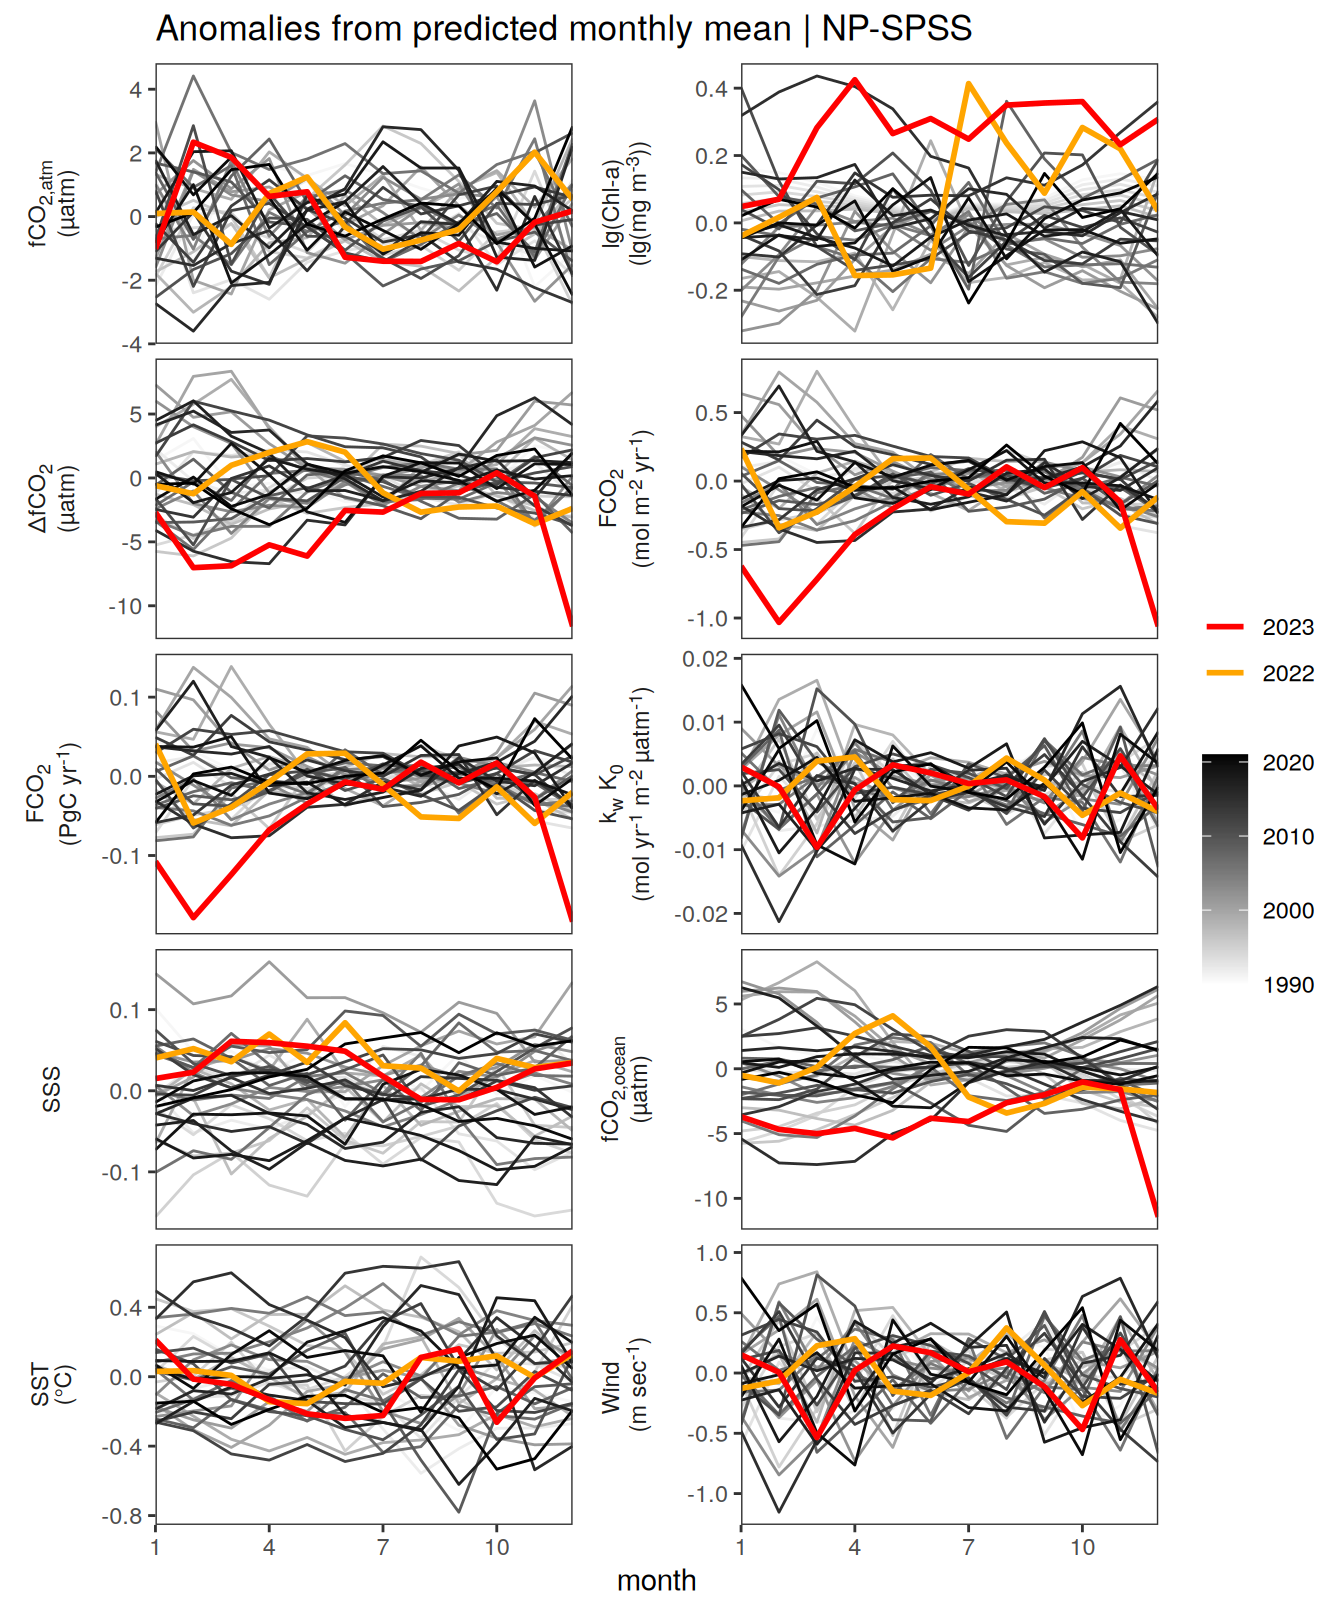 Anomalies from predicted monthly mean | NP-SPSS
fCO2,atm
(µatm)
4
2
0
-2
-4
lg(Chl-a)
(lg(mg m-3))
0.4
0.2
0.0
-0.2
ΔfCO2
(µatm)
5
0
-5
-10
FCO2
(mol m-2 yr-1)
0.5
0.0
-0.5
-1.0
FCO2
(PgC yr-1)
0.1
0.0
-0.1
kw K0
(mol yr-1 m-2 µatm-1)
0.02
0.01
0.00
-0.01
-0.02
SSS
0.1
0.0
-0.1
fCO2,ocean
(µatm)
5
0
-5
-10
SST
(°C)
0.4
0.0
-0.4
-0.8
1 4 7 10
Wind
(m sec-1)
1.0
0.5
0.0
-0.5
-1.0
1 4 7 10
month
2023
2022
2020
2010
2000
1990